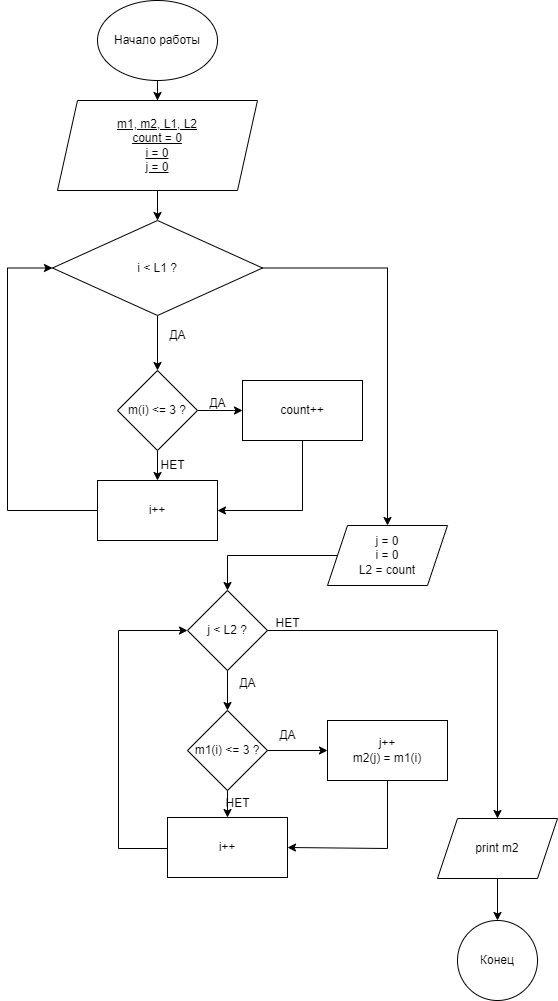 Начало работы
m1, m2, L1, L2
count = 0
i = 0
j = 0
i < L1 ?
ДА
m(i) <= 3 ?
ДА
count++
НЕТ
i++
j = 0
i = 0
L2 = count
j < L2 ?
НЕТ
ДА
m1(i) <= 3 ?
ДА
j++
m2(j) = m1(i)
НЕТ
i++
print m2
Конец